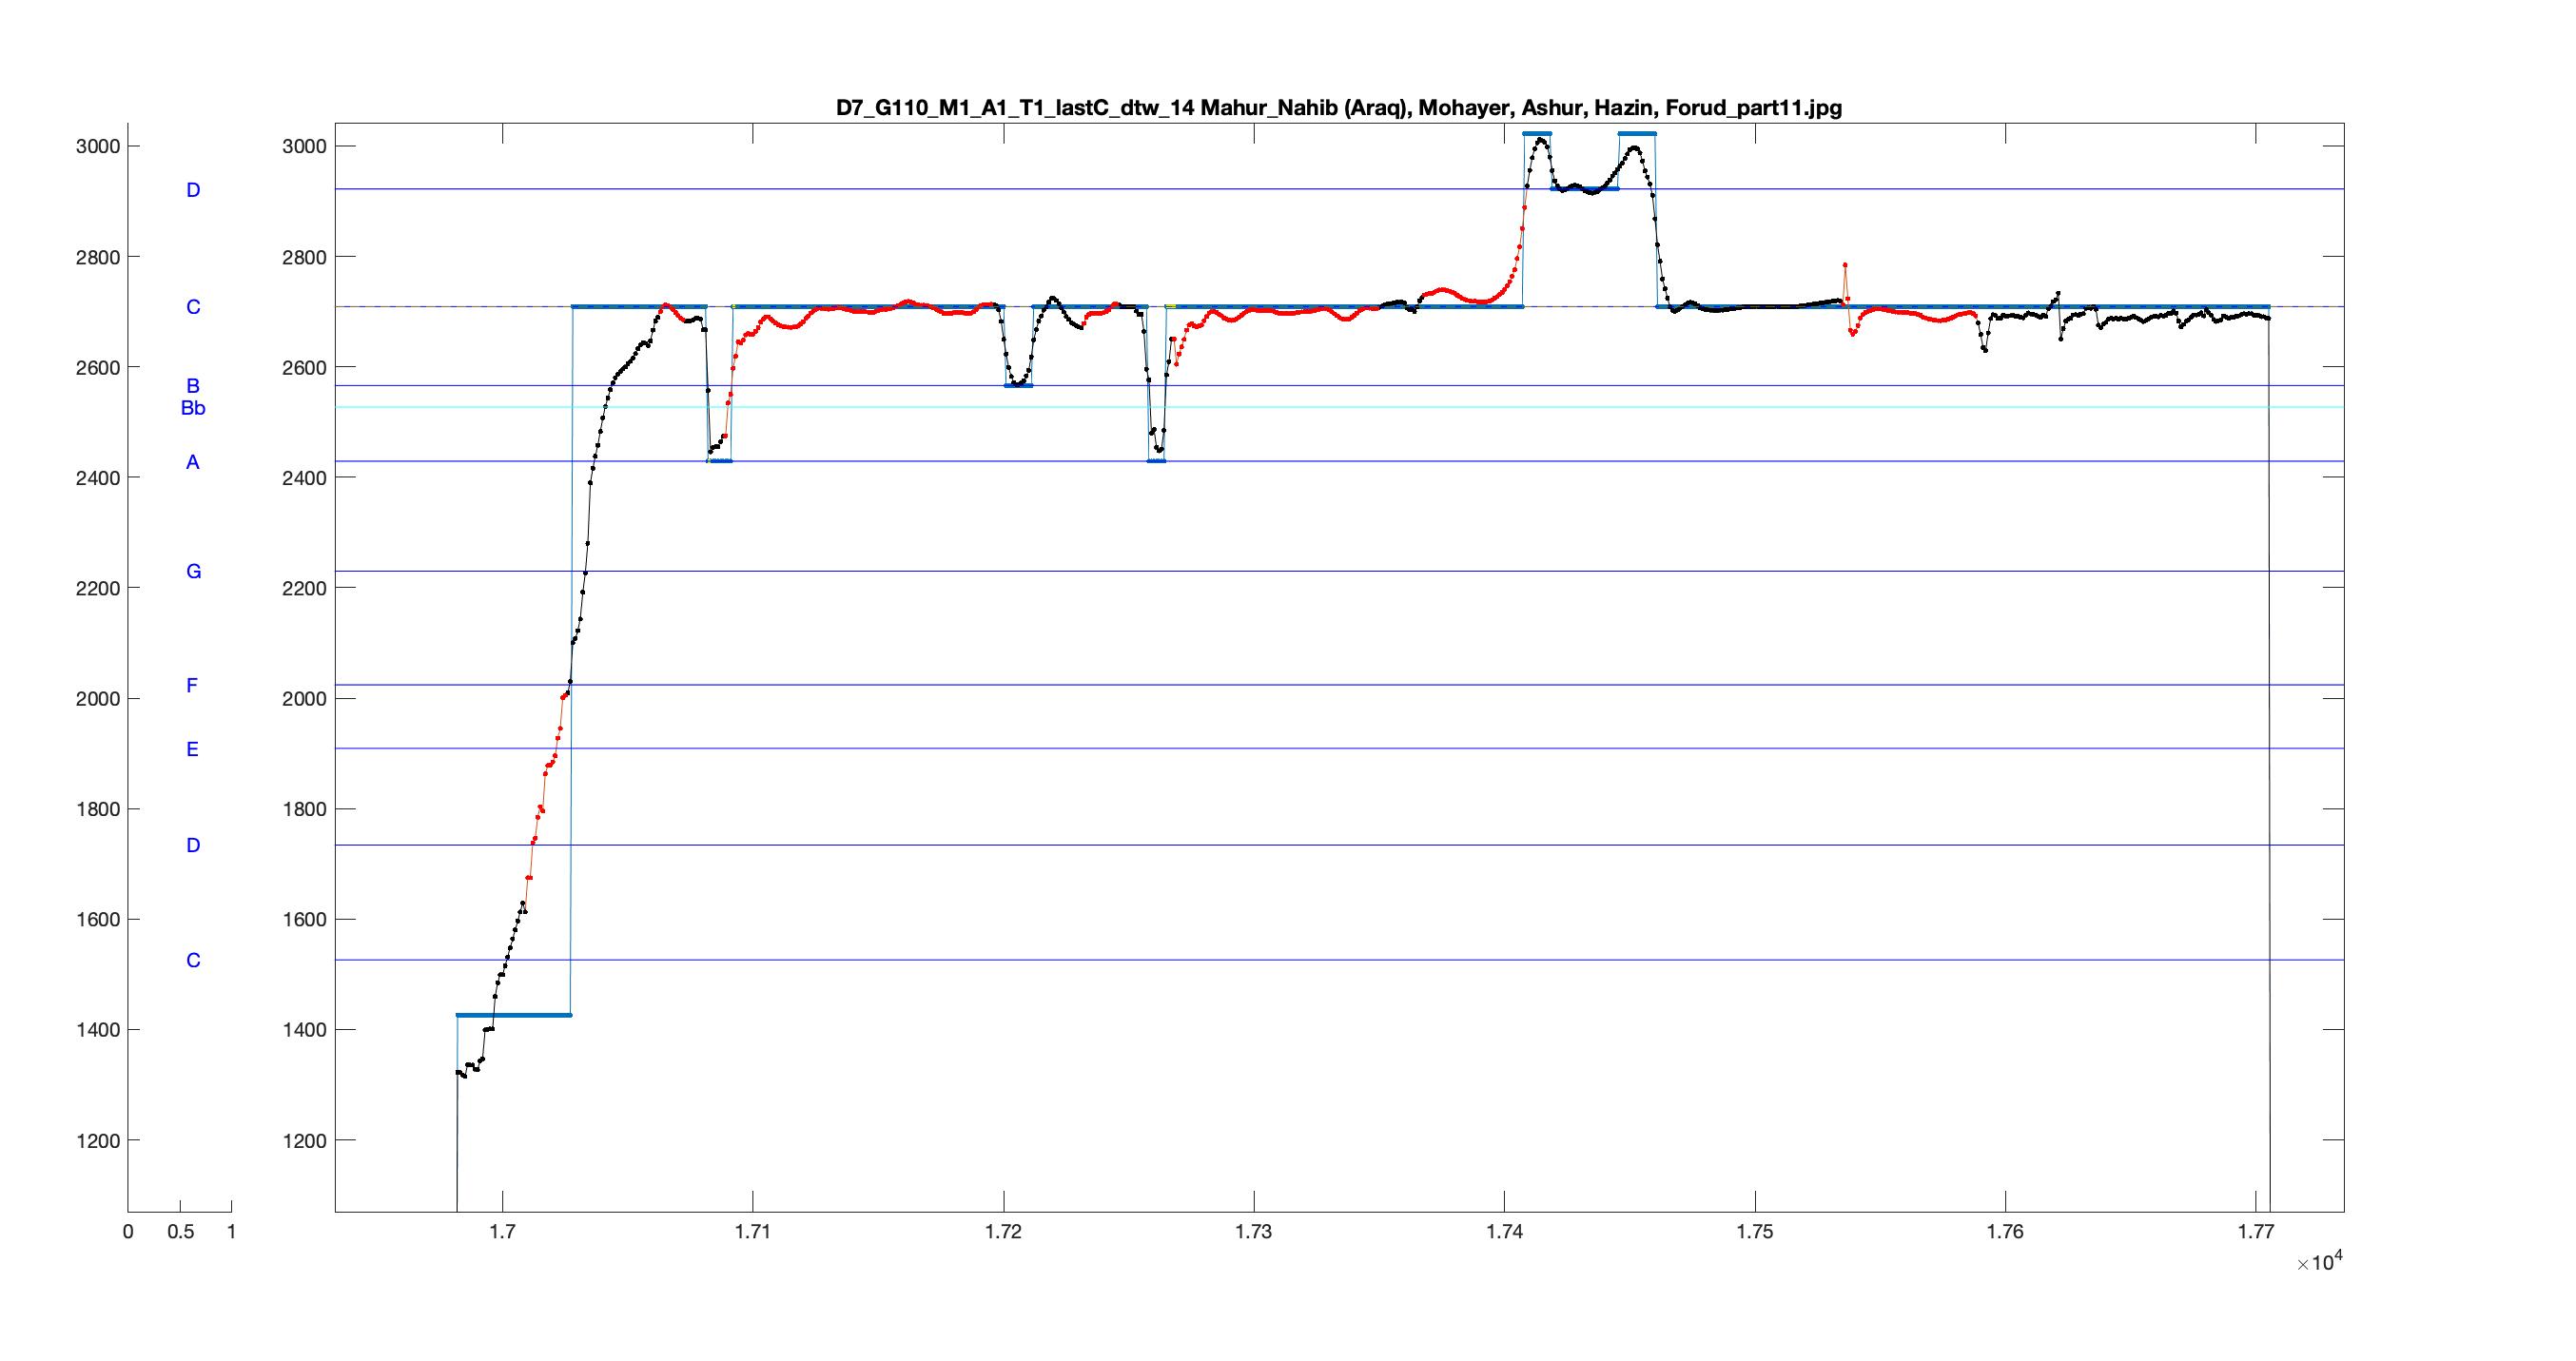 D7_G110_M1_A1_T1_lastC_dtw_14 Mahur_Nahib (Araq), Mohayer, Ashur, Hazin, Forud_part11.jpg
3000 3000
D
2800 2800
C
2600 2600
B
Bb
A
2400 2400
G
2200 2200
F
2000 2000
E
1800 1800
D
1600 1600
C
1400 1400
1200 1200
0 0.5 1 1.7 1.71 1.72 1.73 1.74 1.75 1.76 1.77
×10^4